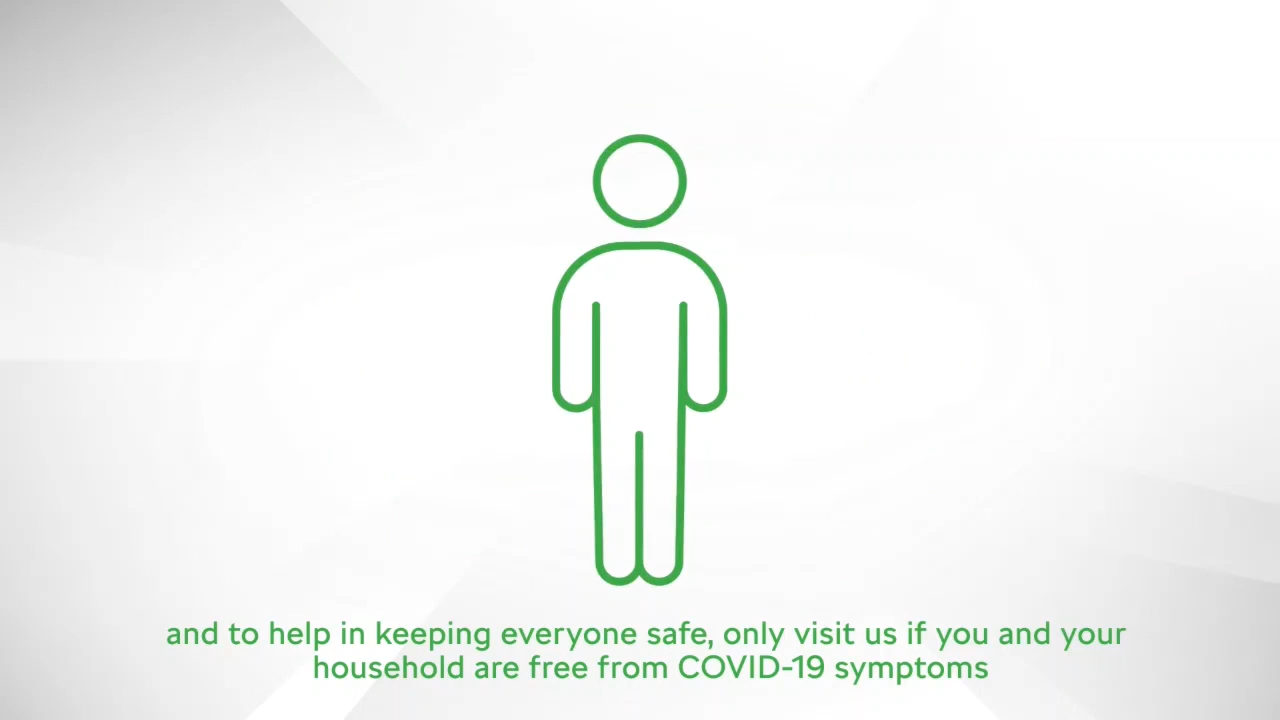 and to help in keeping everyone safe, only visit us if you and your
household are free from COVID-19 symptoms